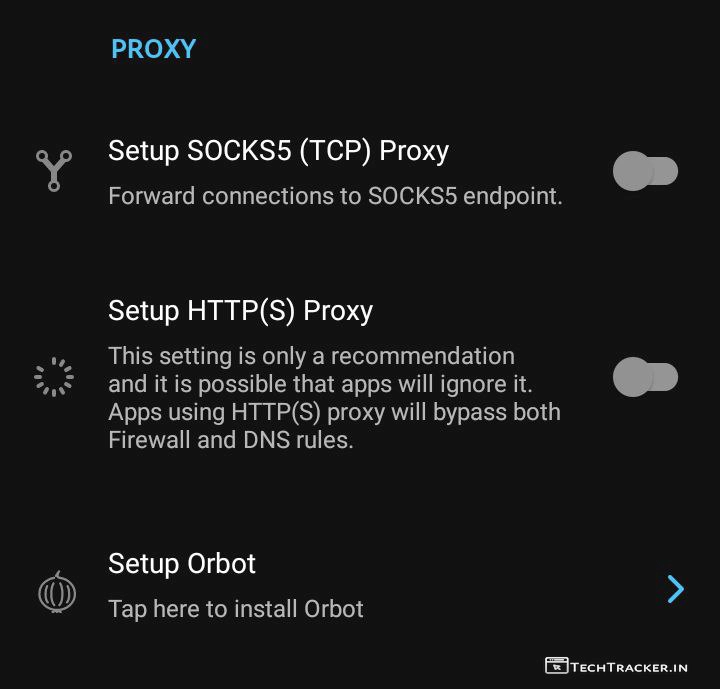 PROXY
Setup SOCKS5 (TCP) Proxy
Forward connections to SOCKS5 endpoint.
Setup HTTP(S) Proxy
This setting is only a recommendation
and it is possible that apps will ignore it.
Apps using HTTP(S) proxy will bypass both
Firewall and DNS rules.
Setup Orbot
Tap here to install Orbot
TECHTRACKER.IN